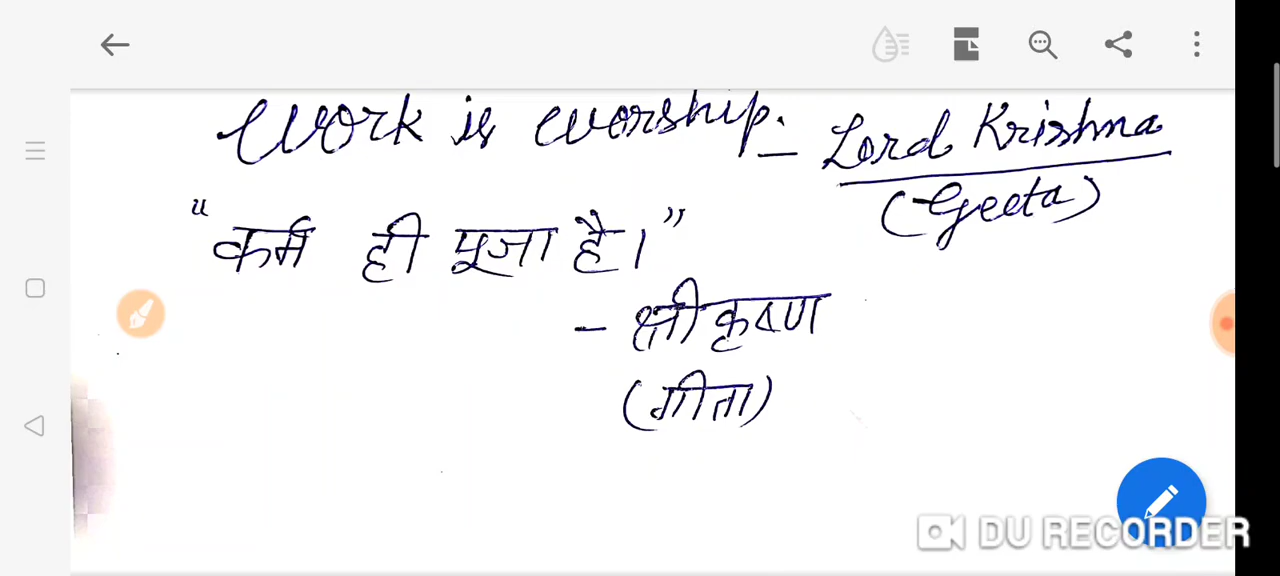 Work is worship. – Lord Krishna
(Geeta)
"कर्म ही पूजा है।"
– श्री कृष्ण
(गीता)
DU RECORDER